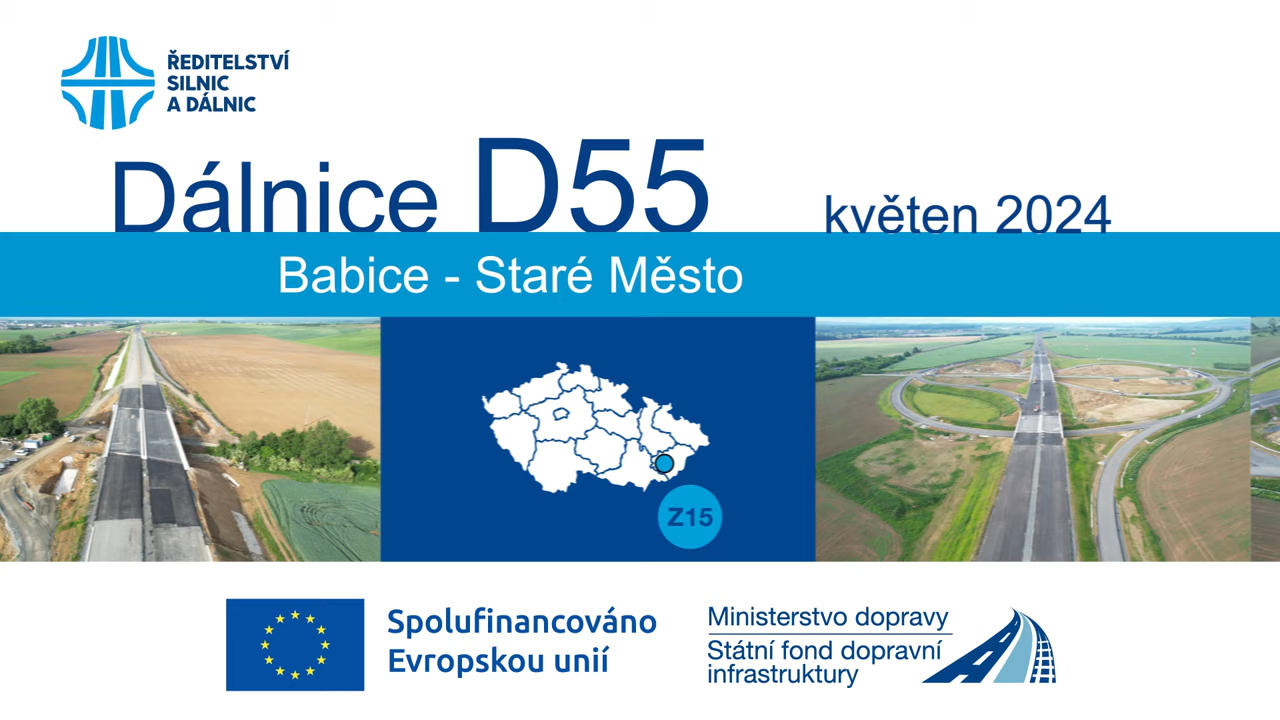 ŘEDITELSTVÍ
SILNIC
A DÁLNIC
Dálnice D55
květen 2024
Babice - Staré Město
Z15
Spolufinancováno
Evropskou unií
Ministerstvo dopravy
Státní fond dopravní
infrastruktury